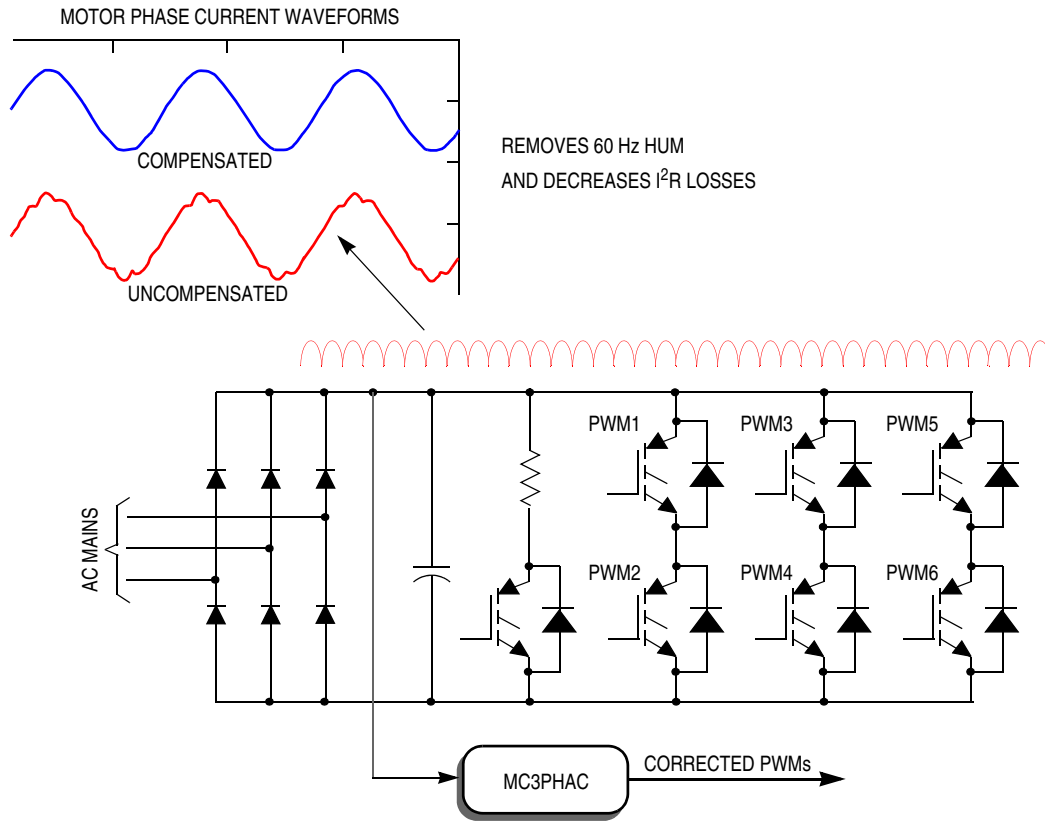 MOTOR PHASE CURRENT WAVEFORMS
COMPENSATED
REMOVES 60 Hz HUM
AND DECREASES I²R LOSSES
UNCOMPENSATED
PWM1
PWM3
PWM5
AC MAINS
PWM2
PWM4
PWM6
MC3PHAC
CORRECTED PWMs